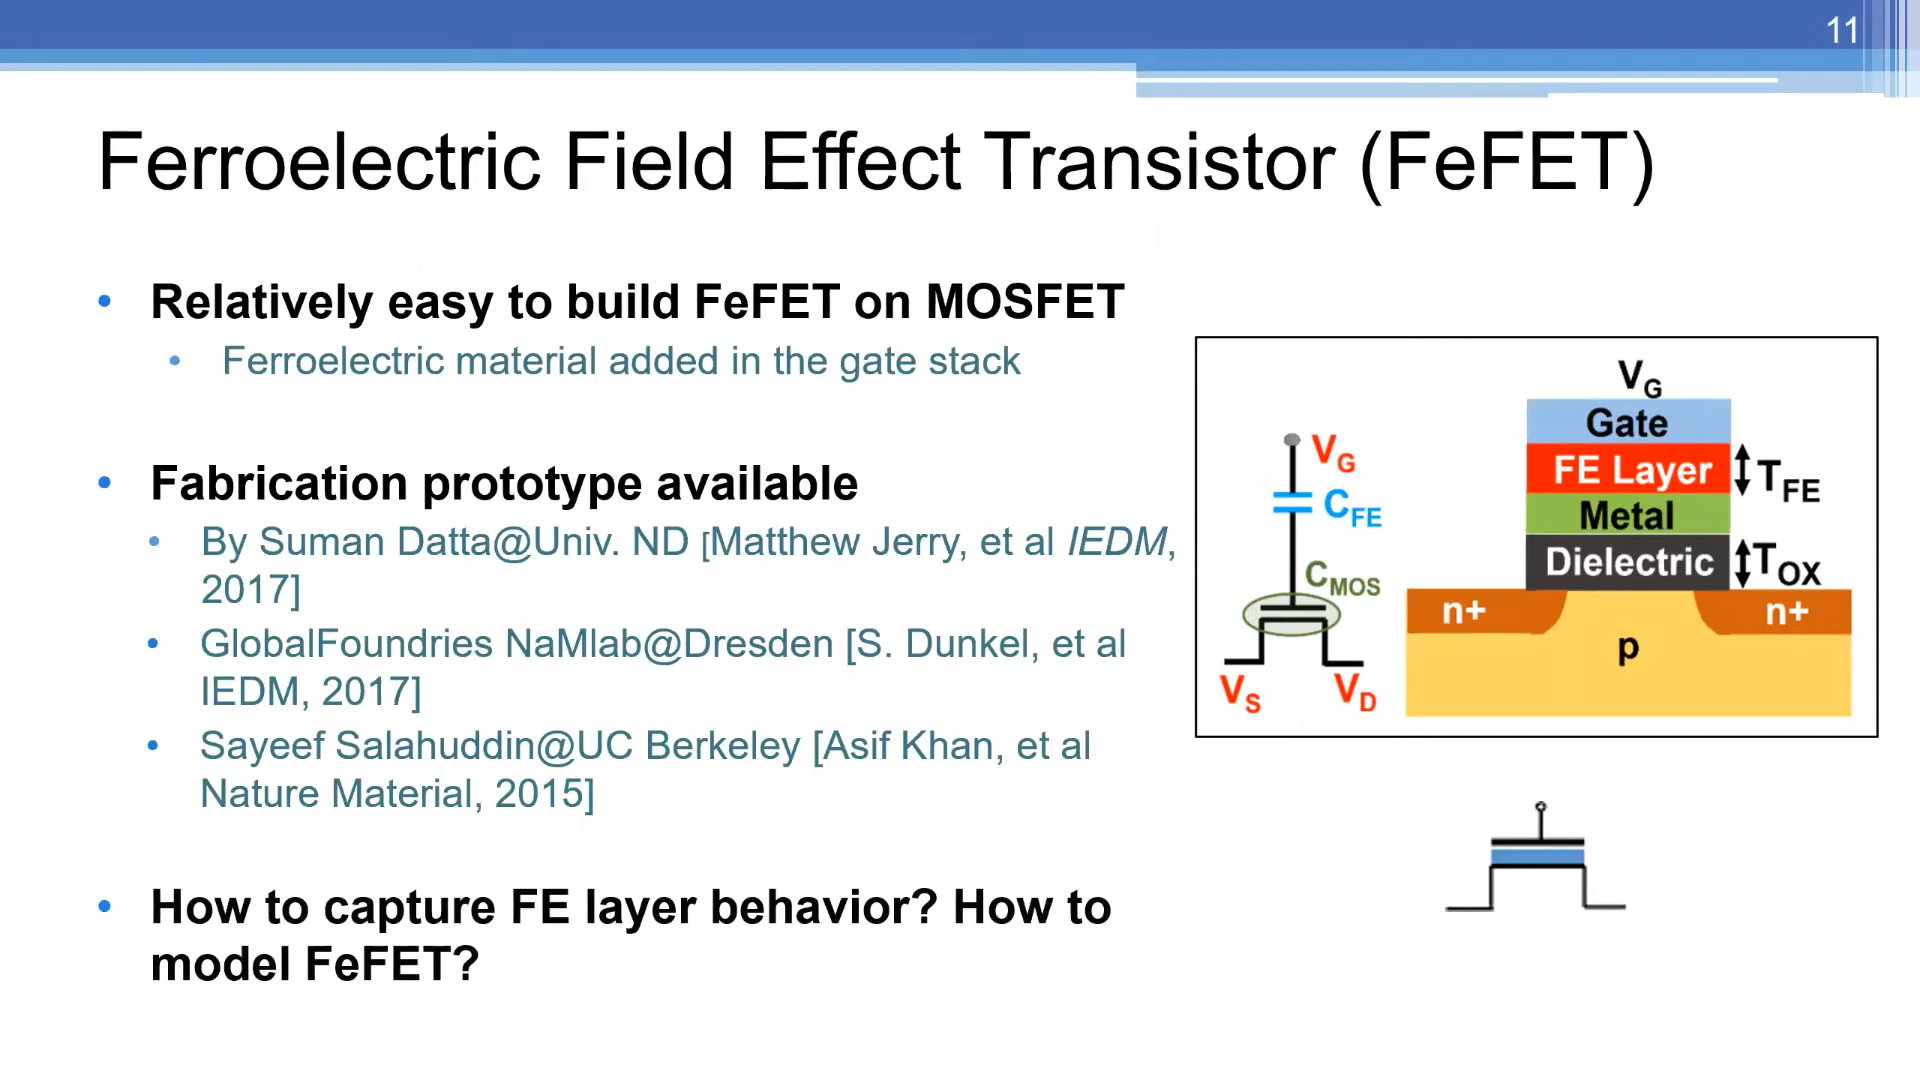 11
Ferroelectric Field Effect Transistor (FeFET)
• Relatively easy to build FeFET on MOSFET
• Ferroelectric material added in the gate stack
• Fabrication prototype available
• By Suman Datta@Univ. ND [Matthew Jerry, et al IEDM,
2017]
• GlobalFoundries NaMlab@Dresden [S. Dunkel, et al
IEDM, 2017]
• Sayeef Salahuddin@UC Berkeley [Asif Khan, et al
Nature Material, 2015]
• How to capture FE layer behavior? How to
model FeFET?
VG
CFE
CMOS
VS
VD
VG
Gate
FE Layer
TFE
Metal
Dielectric
TOX
n+
n+
p